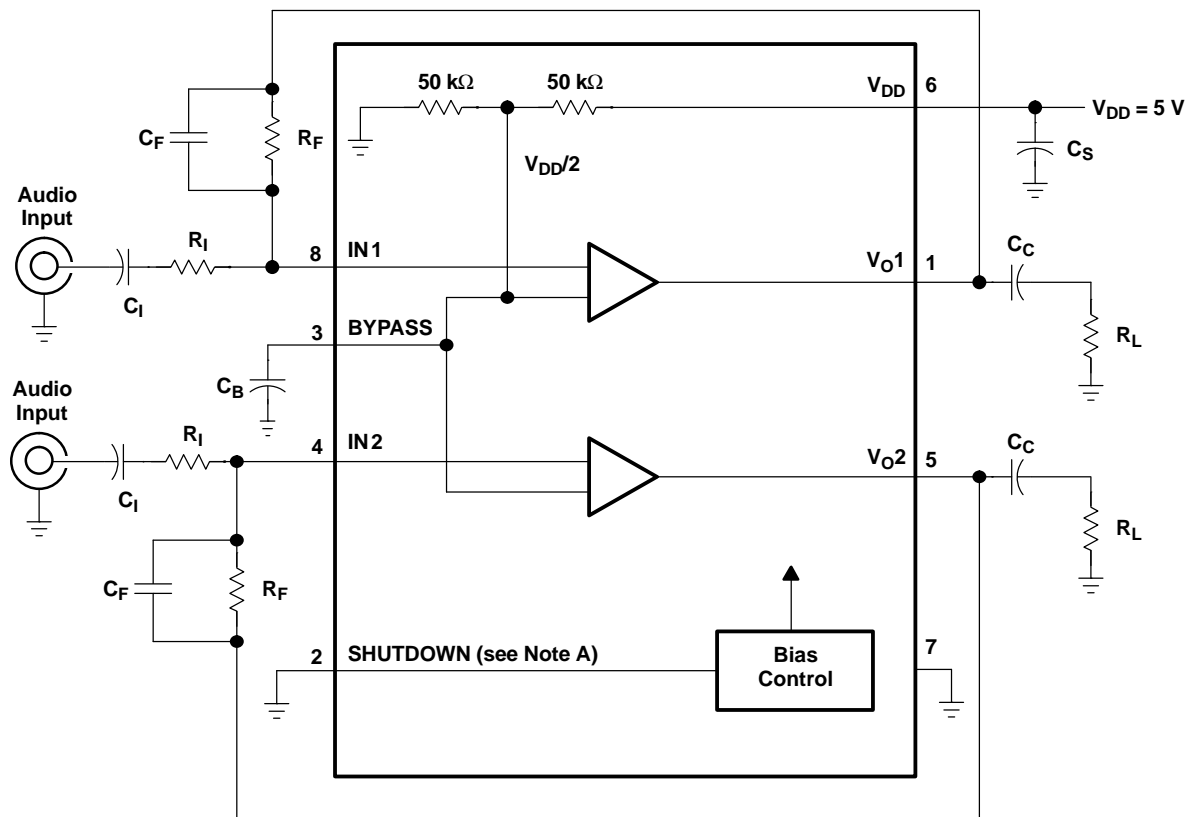 50 kΩ
50 kΩ
V_DD
6
V_DD = 5 V
C_F
R_F
V_DD/2
C_S
Audio
Input
R_I
8
IN1
V_O1
1
C_C
C_I
3
BYPASS
R_L
C_B
Audio
Input
R_I
4
IN2
V_O2
5
C_C
C_I
R_L
C_F
R_F
2
SHUTDOWN (see Note A)
Bias
Control
7